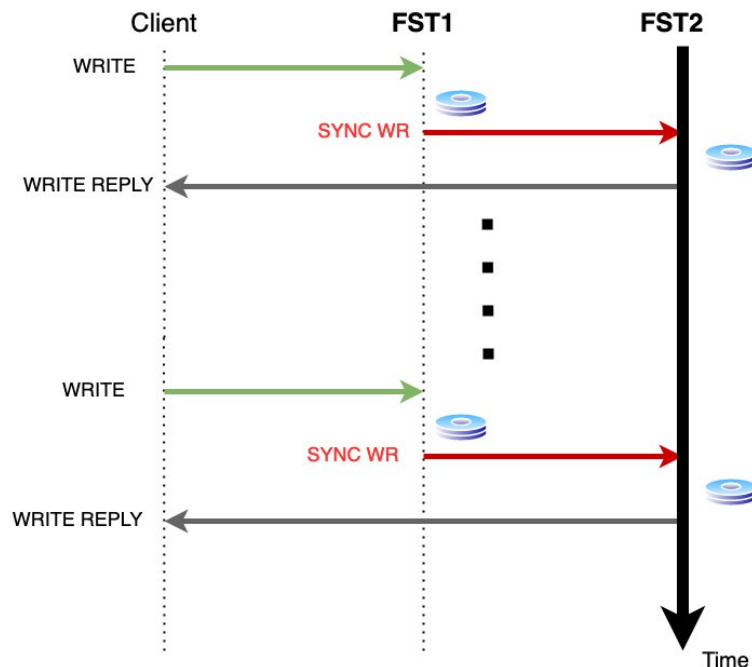 Client FST1 FST2
WRITE
SYNC WR
WRITE REPLY
WRITE
SYNC WR
WRITE REPLY
Time